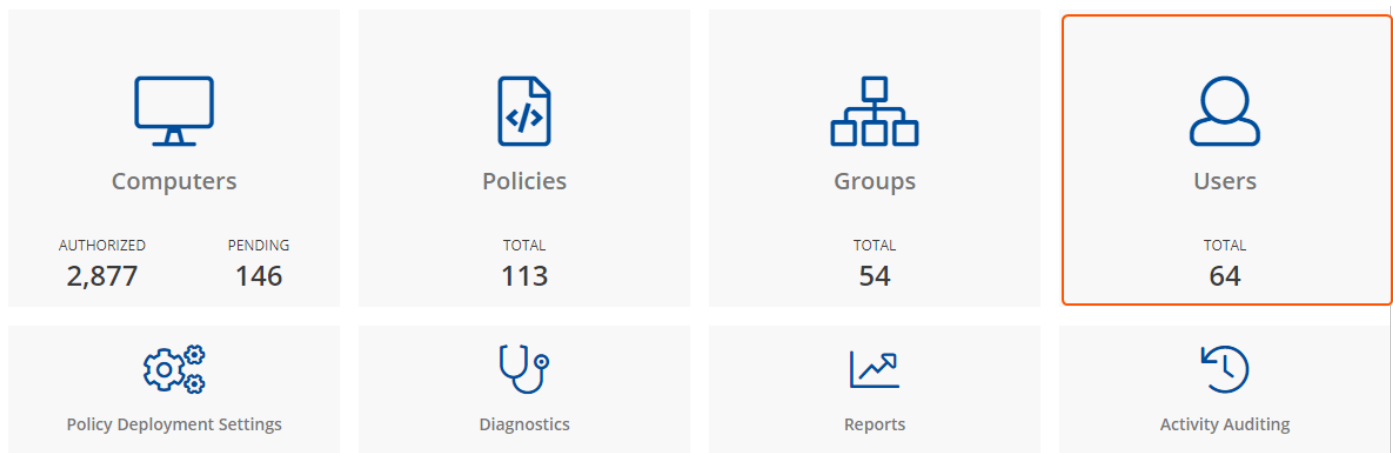 Computers
AUTHORIZED PENDING
2,877 146
Policies
TOTAL
113
Groups
TOTAL
54
Users
TOTAL
64
Policy Deployment Settings
Diagnostics
Reports
Activity Auditing